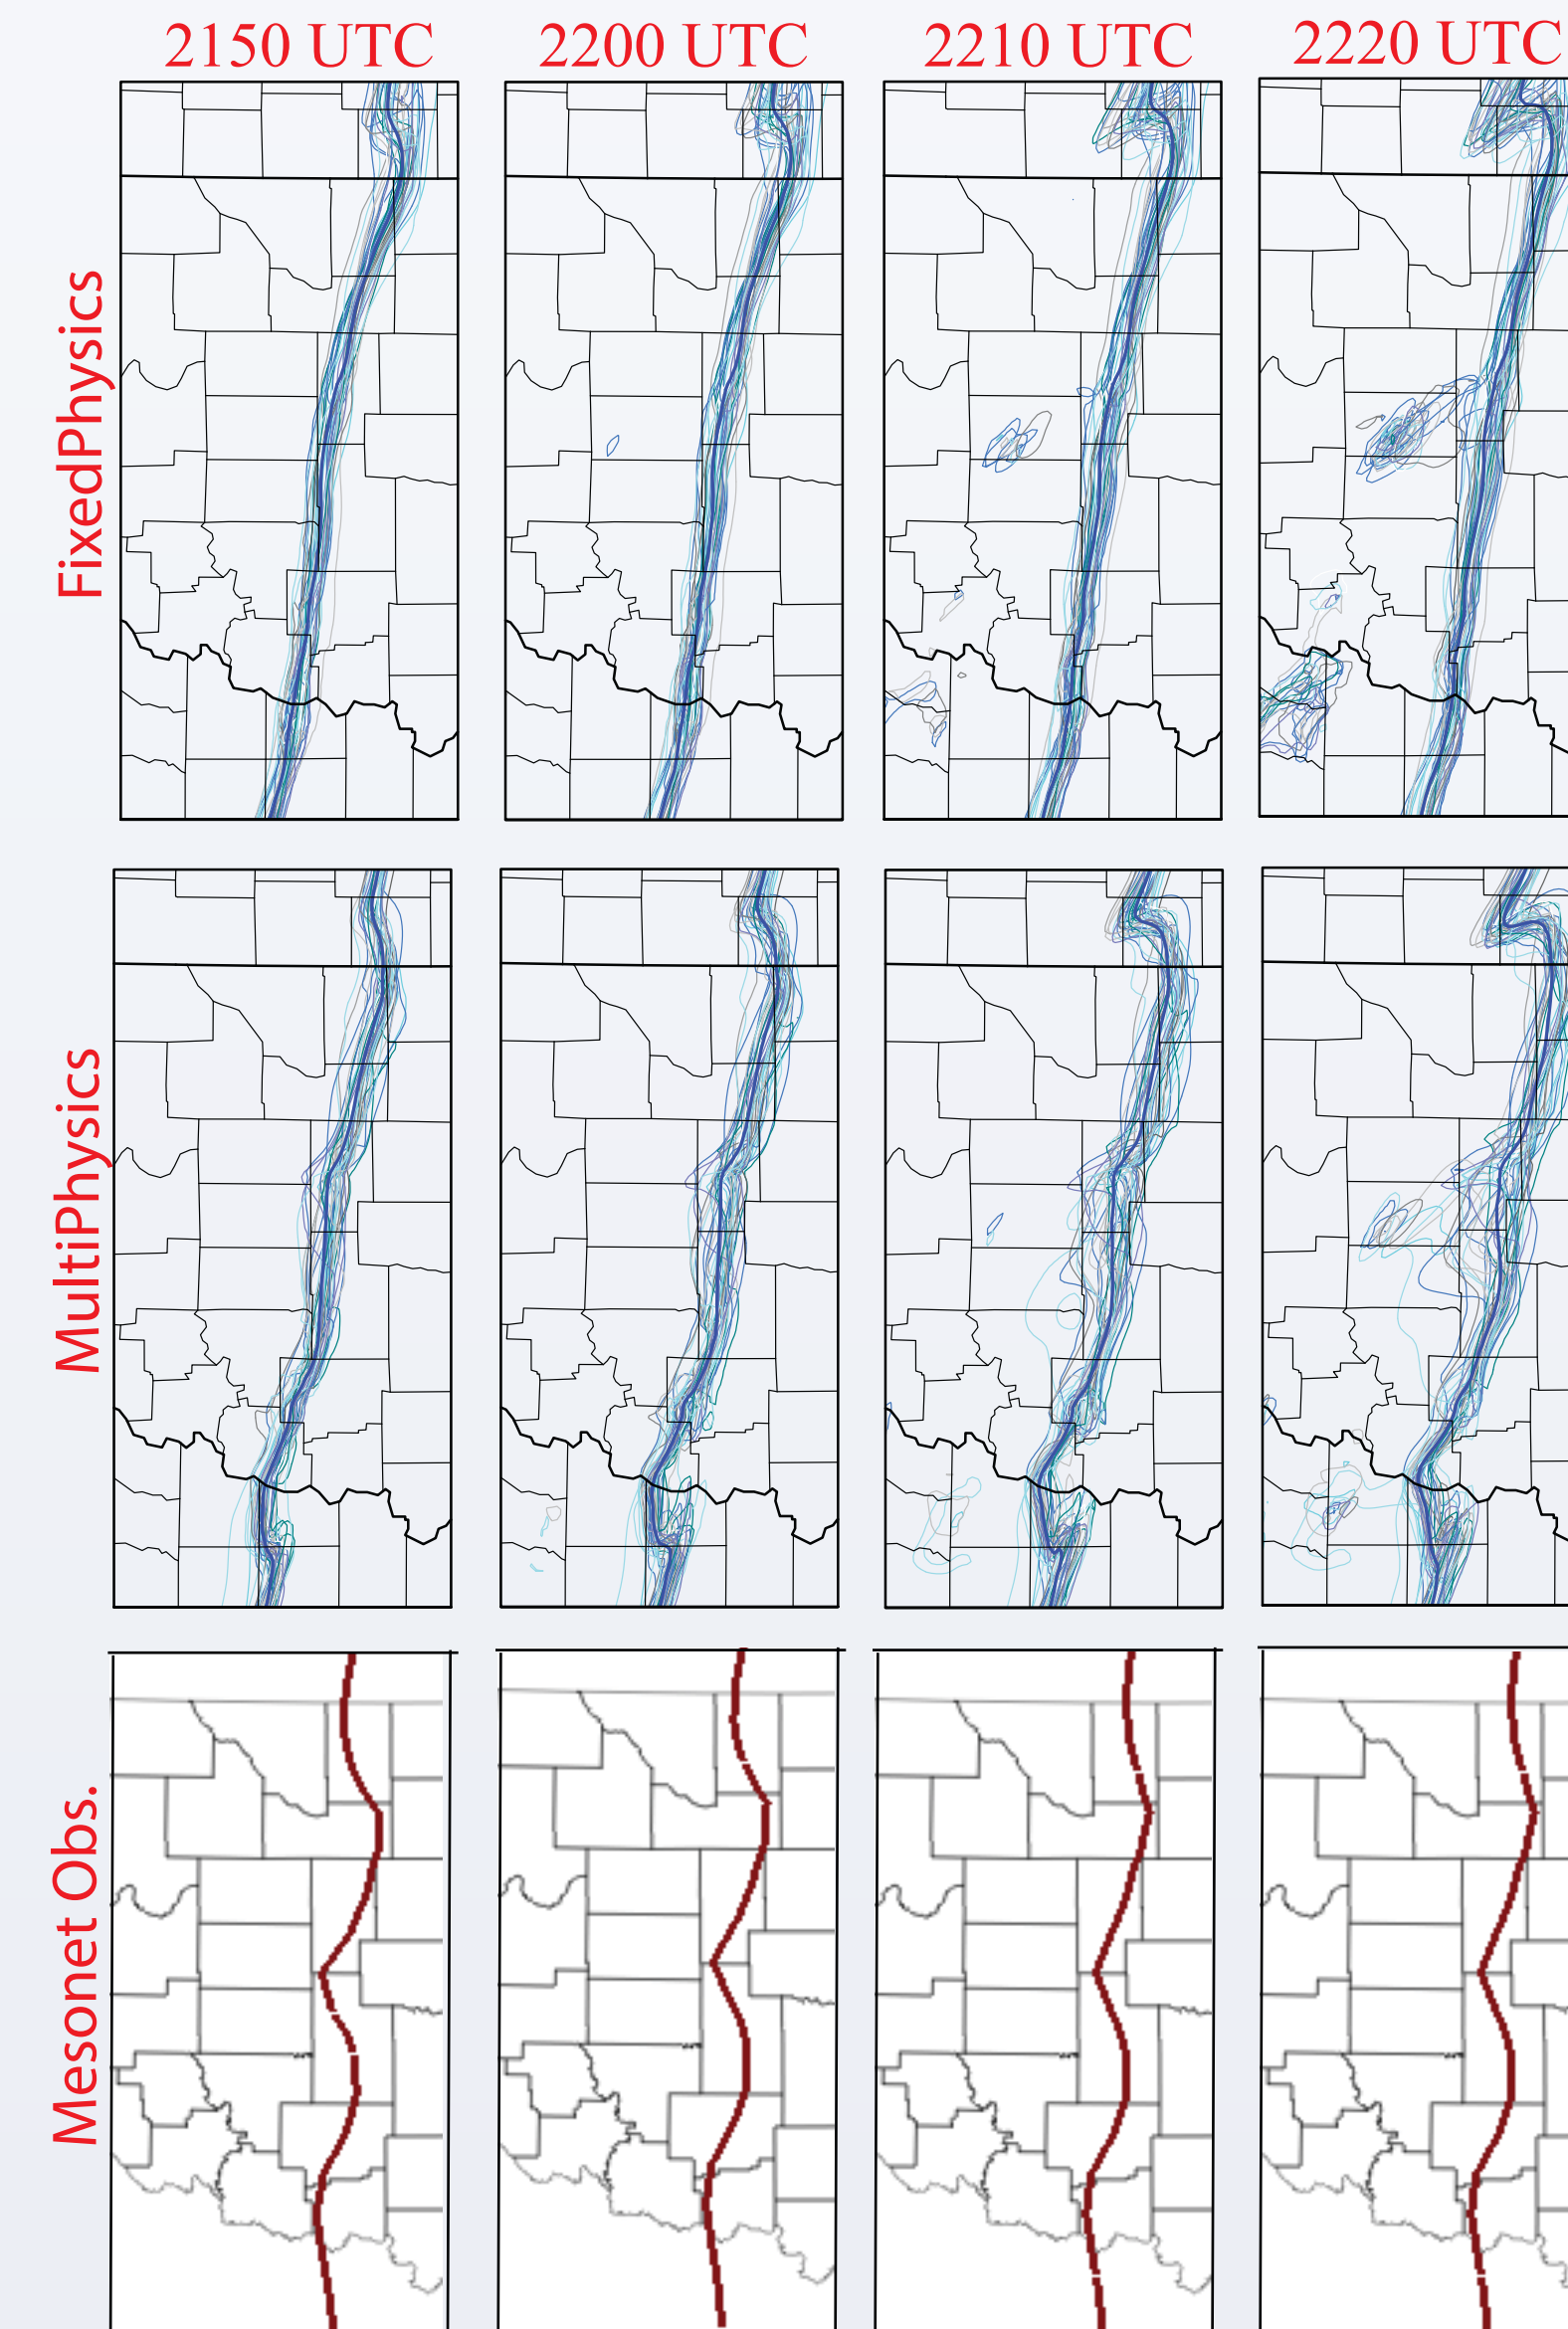 2150 UTC
2200 UTC
2210 UTC
2220 UTC
FixedPhysics
MultiPhysics
Mesonet Obs.